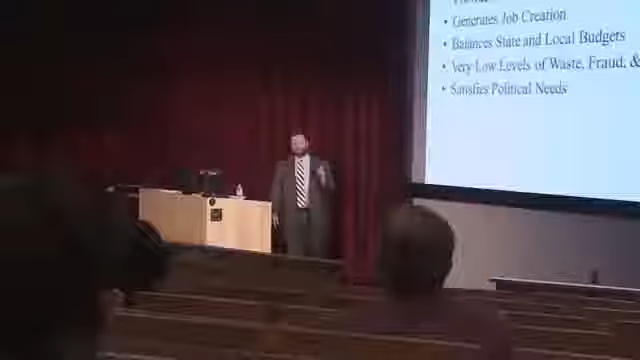 • Generates Job Creation
• Balances State and Local Budgets
• Very Low Levels of Waste, Fraud, &
• Satisfies Political Needs